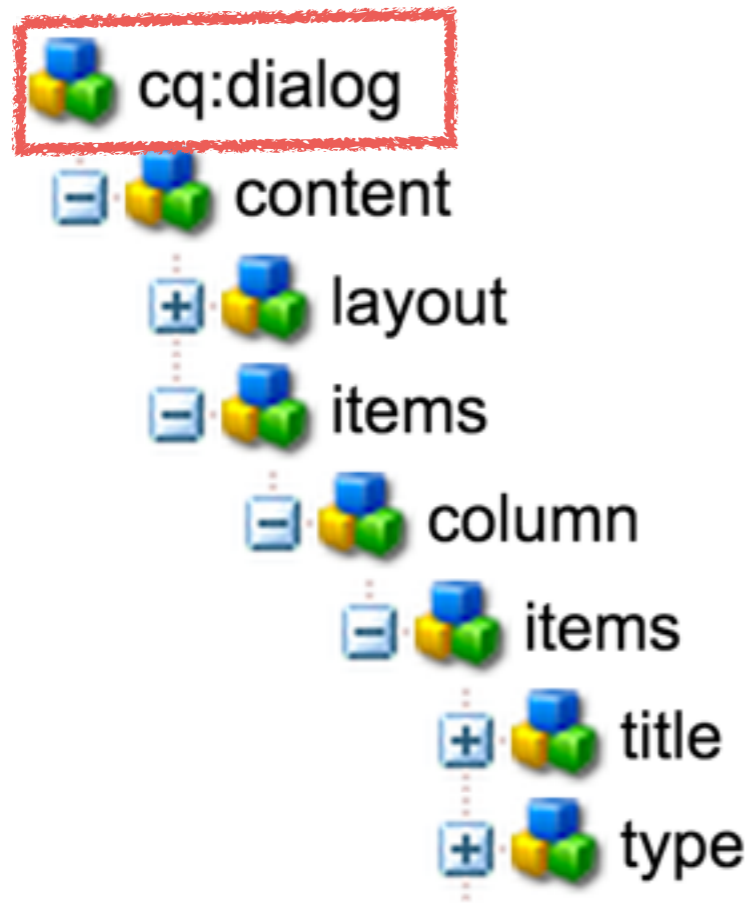 cq:dialog
content
layout
items
column
items
title
type